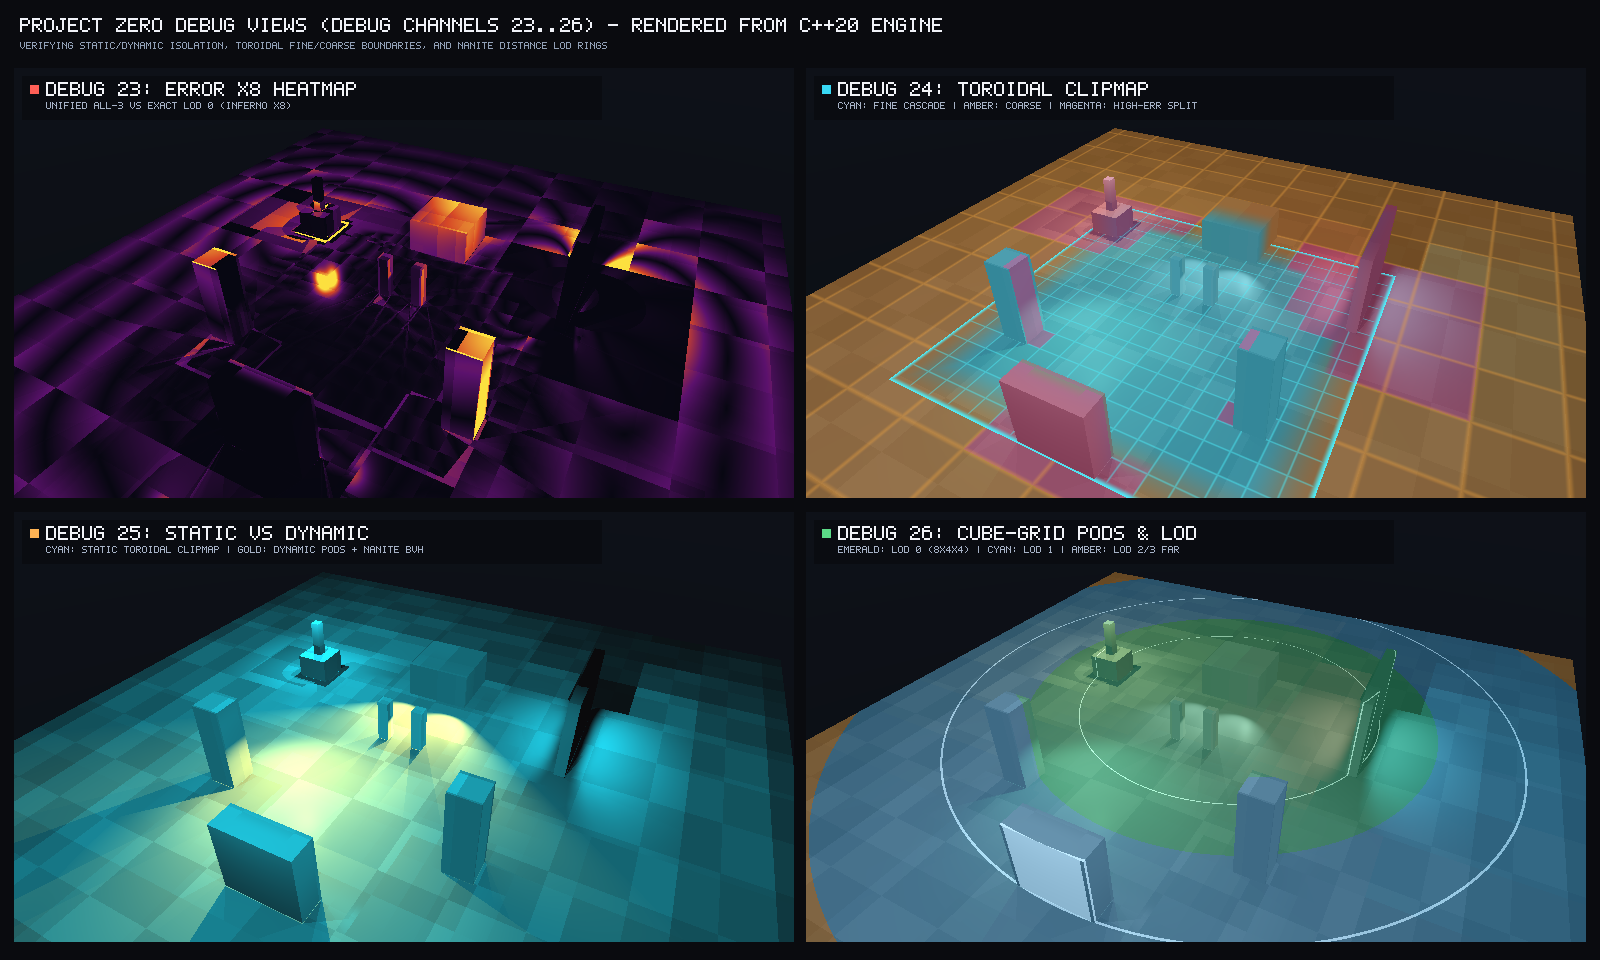 PROJECT ZERO DEBUG VIEWS (DEBUG CHANNELS 23..26) - RENDERED FROM C++20 ENGINE
VERIFYING STATIC/DYNAMIC ISOLATION, TOROIDAL FINE/COARSE BOUNDARIES, AND NANITE DISTANCE LOD RINGS
DEBUG 23: ERROR X8 HEATMAP
UNIFIED ALL-3 VS EXACT LOD 0 (INFERNO X8)
DEBUG 24: TOROIDAL CLIPMAP
CYAN: FINE CASCADE | AMBER: COARSE | MAGENTA: HIGH-ERR SPLIT
DEBUG 25: STATIC VS DYNAMIC
CYAN: STATIC TOROIDAL CLIPMAP | GOLD: DYNAMIC PODS + NANITE BVH
DEBUG 26: CUBE-GRID PODS & LOD
EMERALD: LOD 0 (8X4X4) | CYAN: LOD 1 | AMBER: LOD 2/3 FAR